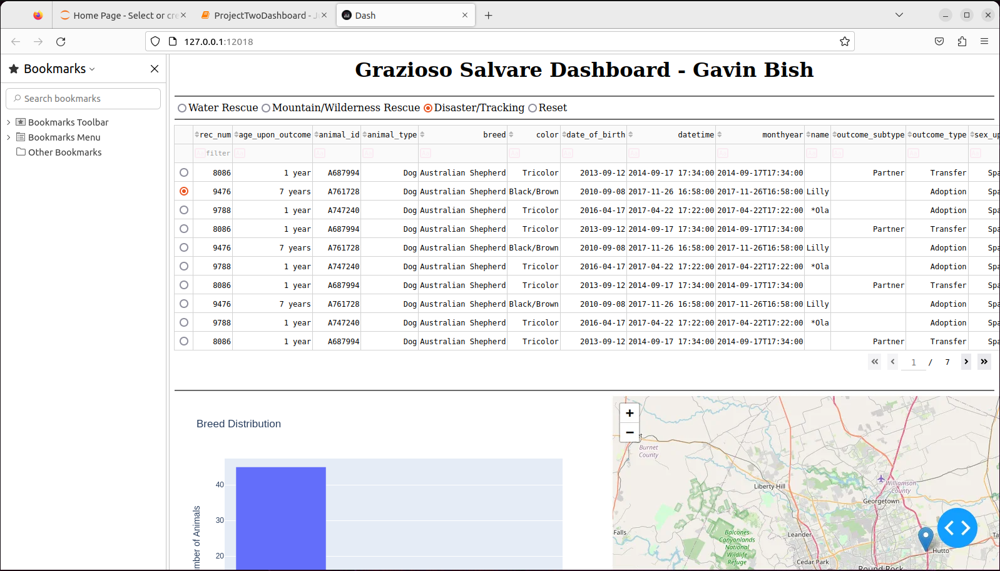 Home Page - Select or cre
ProjectTwoDashboard - J
Dash
127.0.0.1:12018
Bookmarks
Search bookmarks
Bookmarks Toolbar
Bookmarks Menu
Other Bookmarks
Grazioso Salvare Dashboard - Gavin Bish
Water Rescue Mountain/Wilderness Rescue Disaster/Tracking Reset
rec_num age_upon_outcome animal_id animal_type breed color date_of_birth datetime monthyear name outcome_subtype outcome_type sex_up
Aa filter Aa Aa Aa Aa Aa Aa Aa Aa Aa Aa Aa Aa
8086 1 year A687994 Dog Australian Shepherd Tricolor 2013-09-12 2014-09-17 17:34:00 2014-09-17T17:34:00 Partner Transfer Spa
9476 7 years A761728 Dog Australian Shepherd Black/Brown 2010-09-08 2017-11-26 16:58:00 2017-11-26T16:58:00 Lilly Adoption Spa
9788 1 year A747240 Dog Australian Shepherd Tricolor 2016-04-17 2017-04-22 17:22:00 2017-04-22T17:22:00 *Ola Adoption Spa
8086 1 year A687994 Dog Australian Shepherd Tricolor 2013-09-12 2014-09-17 17:34:00 2014-09-17T17:34:00 Partner Transfer Spa
9476 7 years A761728 Dog Australian Shepherd Black/Brown 2010-09-08 2017-11-26 16:58:00 2017-11-26T16:58:00 Lilly Adoption Spa
9788 1 year A747240 Dog Australian Shepherd Tricolor 2016-04-17 2017-04-22 17:22:00 2017-04-22T17:22:00 *Ola Adoption Spa
8086 1 year A687994 Dog Australian Shepherd Tricolor 2013-09-12 2014-09-17 17:34:00 2014-09-17T17:34:00 Partner Transfer Spa
9476 7 years A761728 Dog Australian Shepherd Black/Brown 2010-09-08 2017-11-26 16:58:00 2017-11-26T16:58:00 Lilly Adoption Spa
9788 1 year A747240 Dog Australian Shepherd Tricolor 2016-04-17 2017-04-22 17:22:00 2017-04-22T17:22:00 *Ola Adoption Spa
8086 1 year A687994 Dog Australian Shepherd Tricolor 2013-09-12 2014-09-17 17:34:00 2014-09-17T17:34:00 Partner Transfer Spa
1 / 7
Breed Distribution
40
30
20
mber of Animals
+
−
et
Burnet
County
Liberty Hill
Williamson
County
Georgetown
Falls
Balcones
Canyonlands
National
Wildlife
Refuge
Leander
Ta
Hutto
Cedar Park
Round Rock